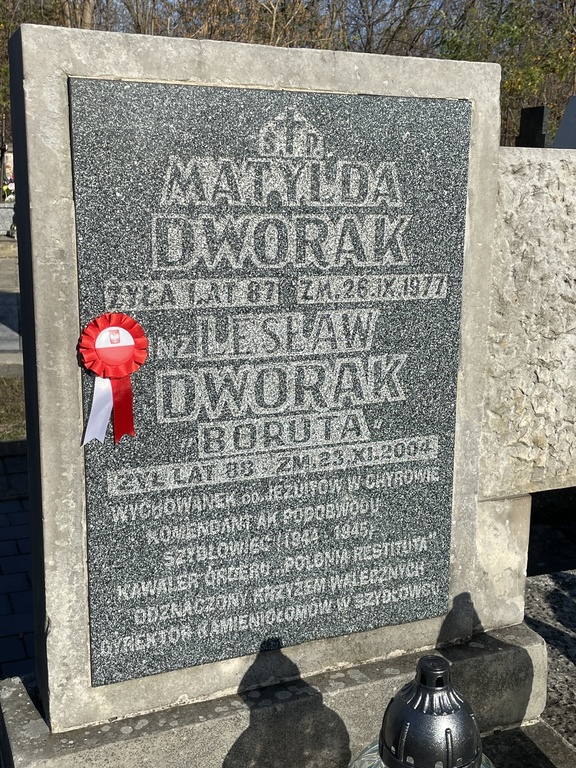 Ś.†P.
MATYLDA
DWORAK
ŻYŁA LAT 87 ZM. 26.IX.1977
INŻ LESŁAW
DWORAK
"BORUTA"
ŻYŁ LAT 88 ZM. 23.XI.2004
WYCHOWANEK OO. JEZUITÓW W CHYROWIE
KOMENDANT AK PODOBWODU
SZYDŁOWIEC (1944 - 1945)
KAWALER ORDERU „POLONIA RESTITUTA"
ODZNACZONY KRZYŻEM WALECZNYCH
DYREKTOR KAMIENIOŁOMÓW W SZYDŁOWCU